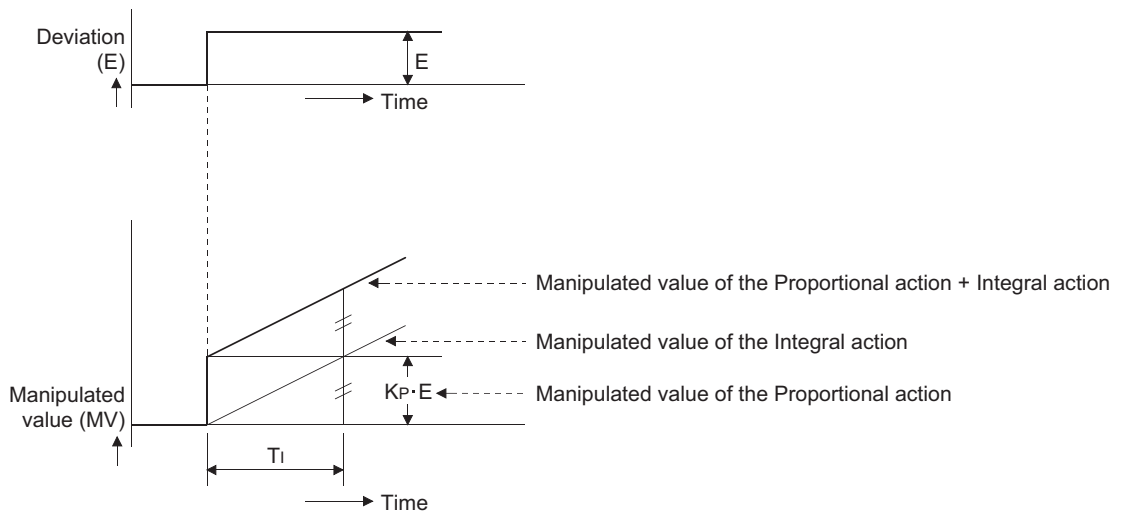 Deviation
(E)
E
Time
Manipulated value of the Proportional action + Integral action
Manipulated value of the Integral action
KP·E
Manipulated value of the Proportional action
Manipulated
value (MV)
TI
Time